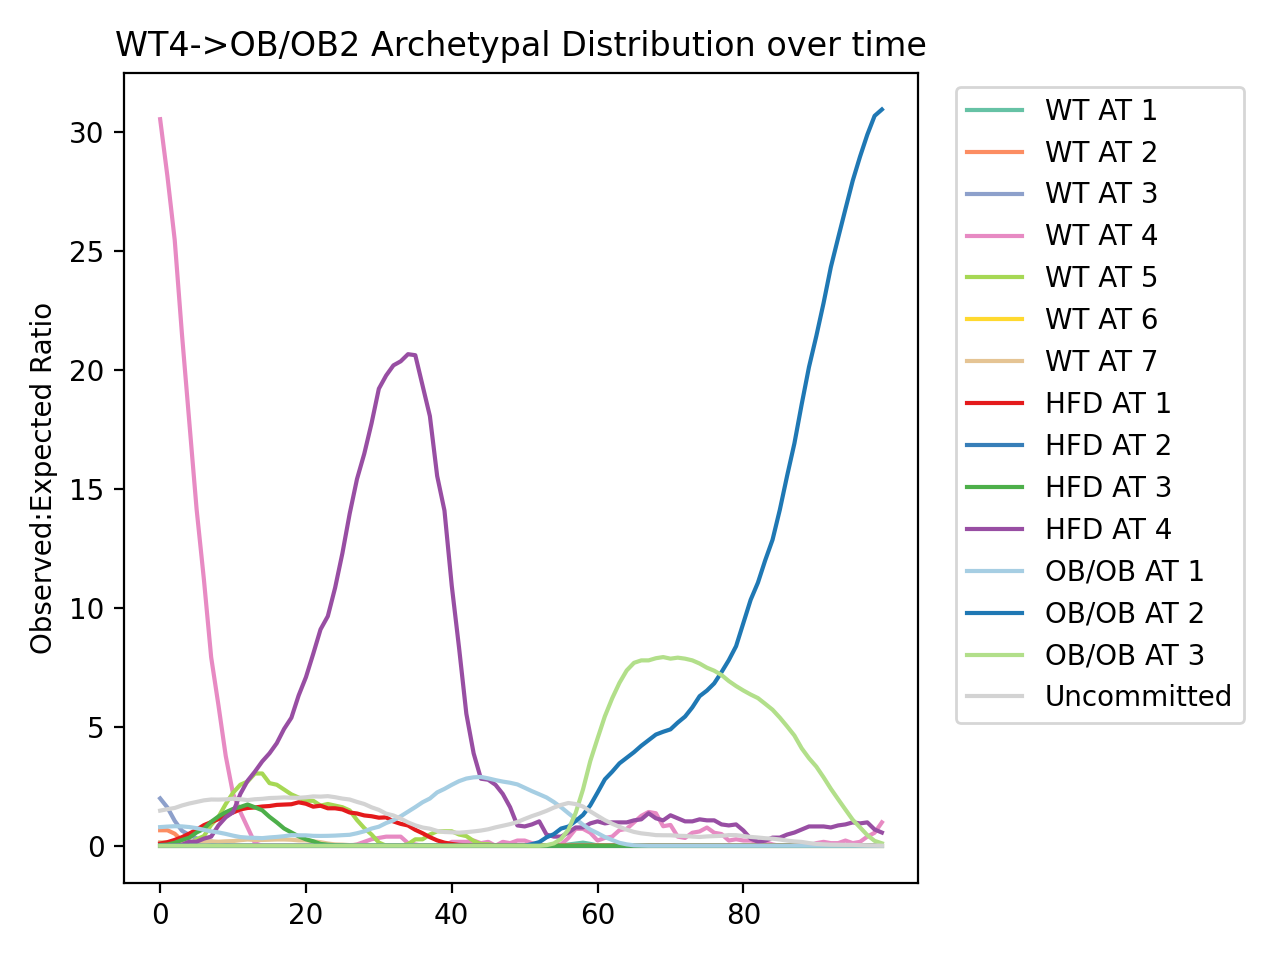 WT4->OB/OB2 Archetypal Distribution over time
Observed:Expected Ratio
30
25
20
15
10
5
0
0 20 40 60 80
WT AT 1
WT AT 2
WT AT 3
WT AT 4
WT AT 5
WT AT 6
WT AT 7
HFD AT 1
HFD AT 2
HFD AT 3
HFD AT 4
OB/OB AT 1
OB/OB AT 2
OB/OB AT 3
Uncommitted